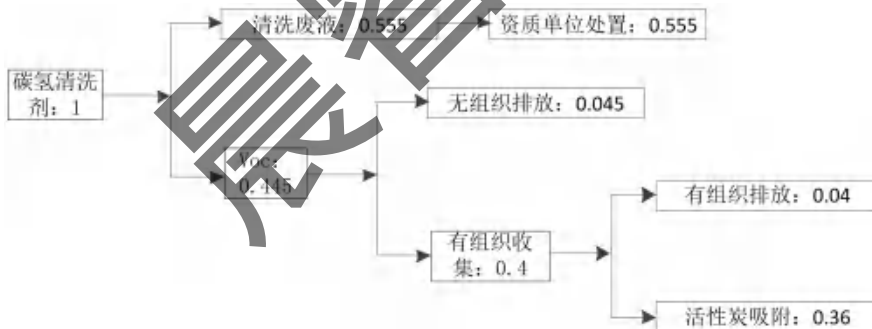 清洗废液：0.555
资质单位处置：0.555
碳氢清洗
剂：1
无组织排放：0.045
Voc：
0.445
有组织排放：0.04
有组织收
集：0.4
活性炭吸附：0.36